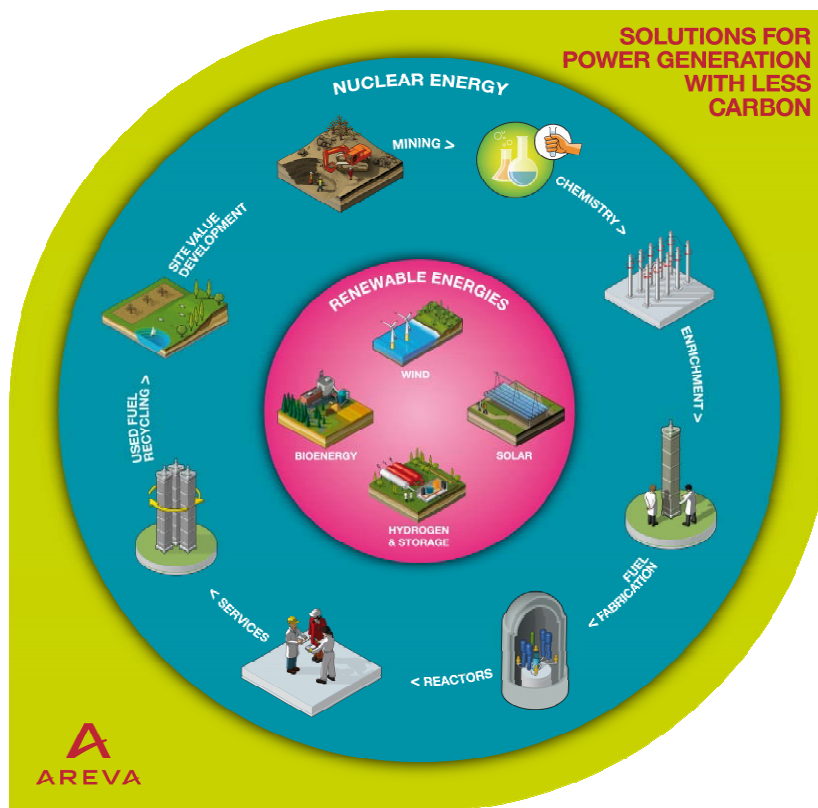 SOLUTIONS FOR
POWER GENERATION
WITH LESS
CARBON
NUCLEAR ENERGY
MINING >
CHEMISTRY >
ENRICHMENT >
FUEL
< FABRICATION
< REACTORS
< SERVICES
USED FUEL
RECYCLING >
SITE VALUE
DEVELOPMENT
RENEWABLE ENERGIES
WIND
SOLAR
HYDROGEN
& STORAGE
BIOENERGY
AREVA